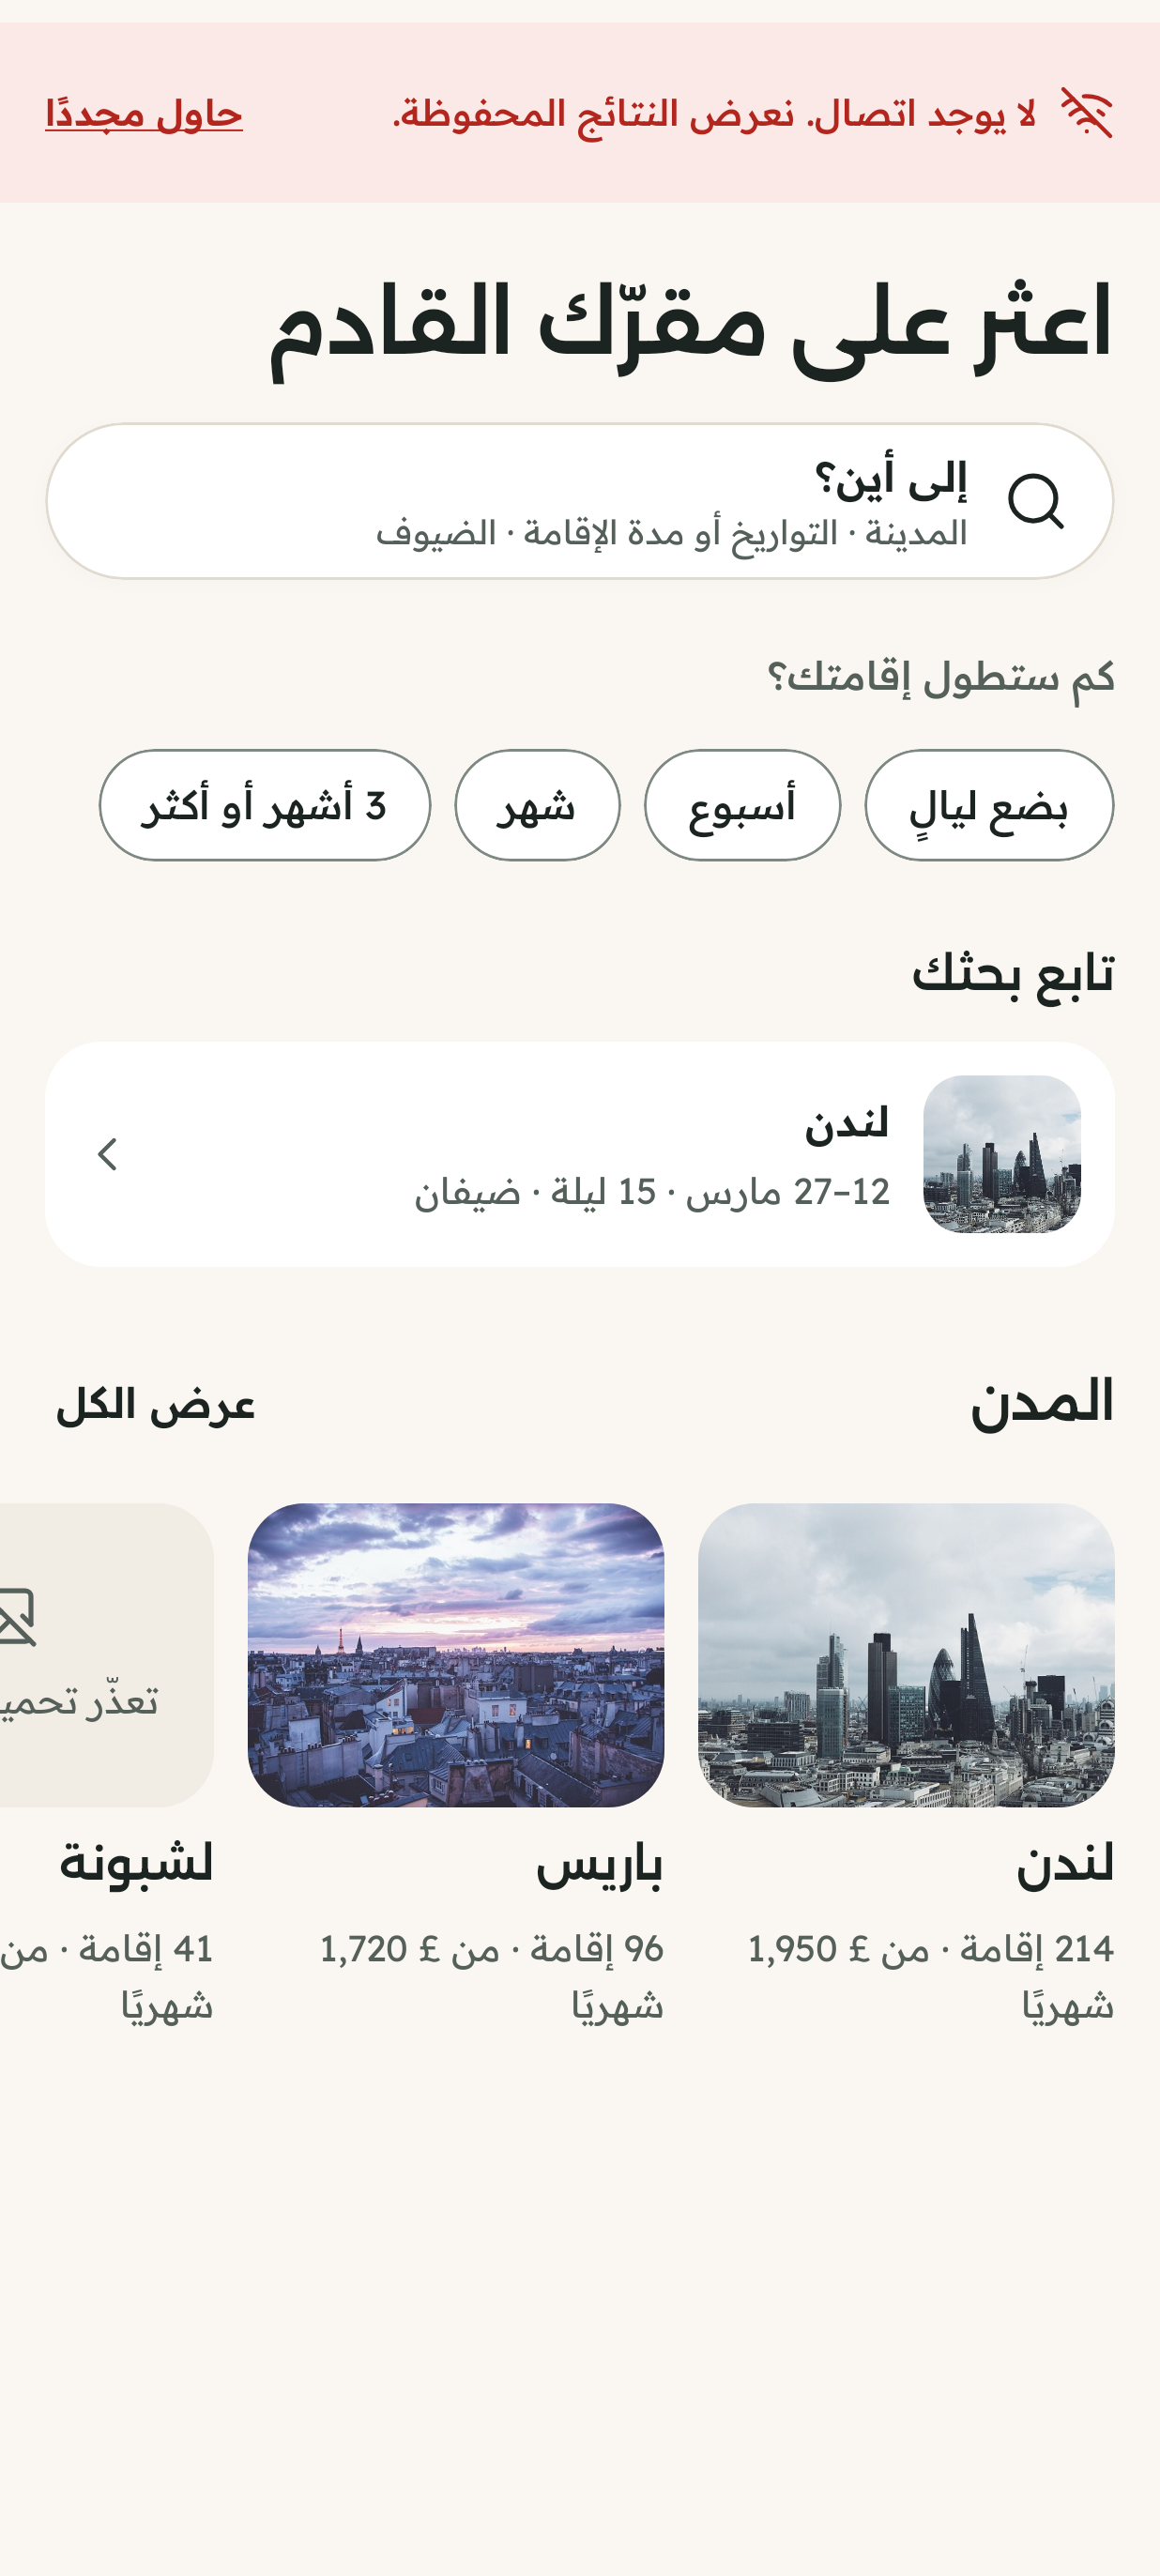 لا يوجد اتصال. نعرض النتائج المحفوظة.
حاول مجددًا
اعثر على مقرّك القادم
إلى أين؟
المدينة · التواريخ أو مدة الإقامة · الضيوف
كم ستطول إقامتك؟
بضع ليالٍ
أسبوع
شهر
3 أشهر أو أكثر
تابع بحثك
لندن
12–27 مارس · 15 ليلة · ضيفان
المدن
عرض الكل
لندن
214 إقامة · من £ 1,950
شهريًا
باريس
96 إقامة · من £ 1,720
شهريًا
تعذّر
لشبونة
41 إقامة · من
شهريًا